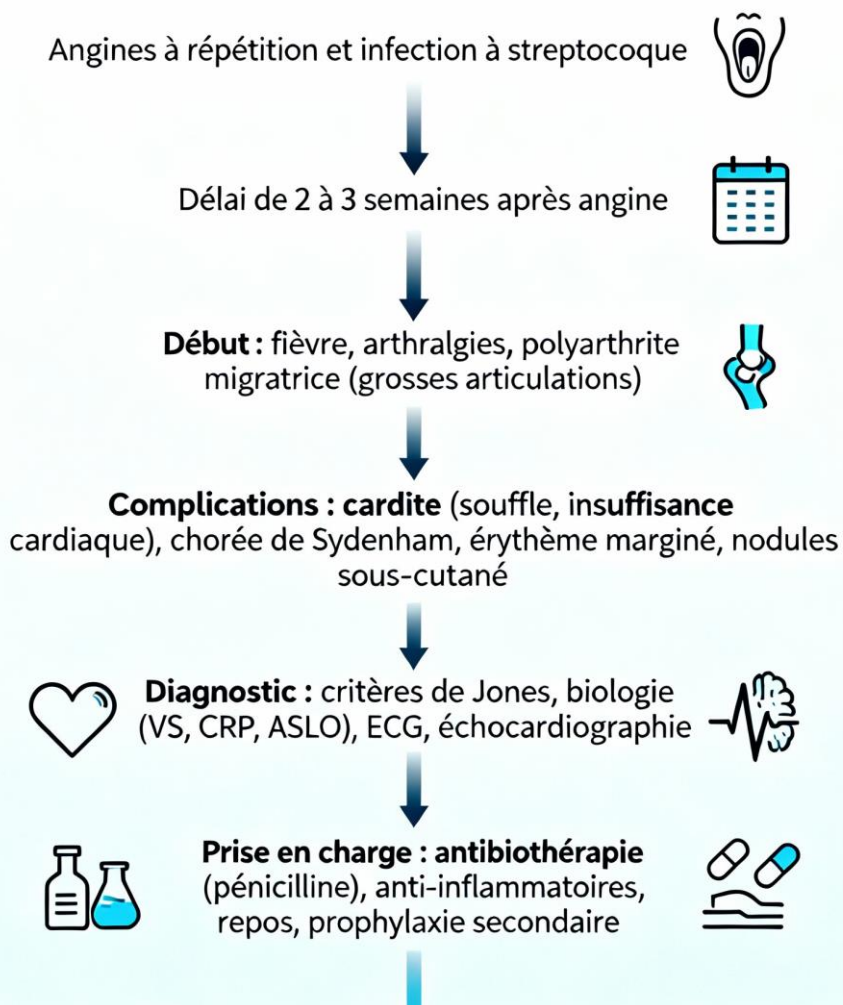 Angines à répétition et infection à streptocoque
Délai de 2 à 3 semaines après angine
Début : fièvre, arthralgies, polyarthrite
migratrice (grosses articulations)
Complications : cardite (souffle, insuffisance
cardiaque), chorée de Sydenham, érythème marginé, nodules
sous-cutané
Diagnostic : critères de Jones, biologie
(VS, CRP, ASLO), ECG, échocardiographie
Prise en charge : antibiothérapie
(pénicilline), anti-inflammatoires,
repos, prophylaxie secondaire